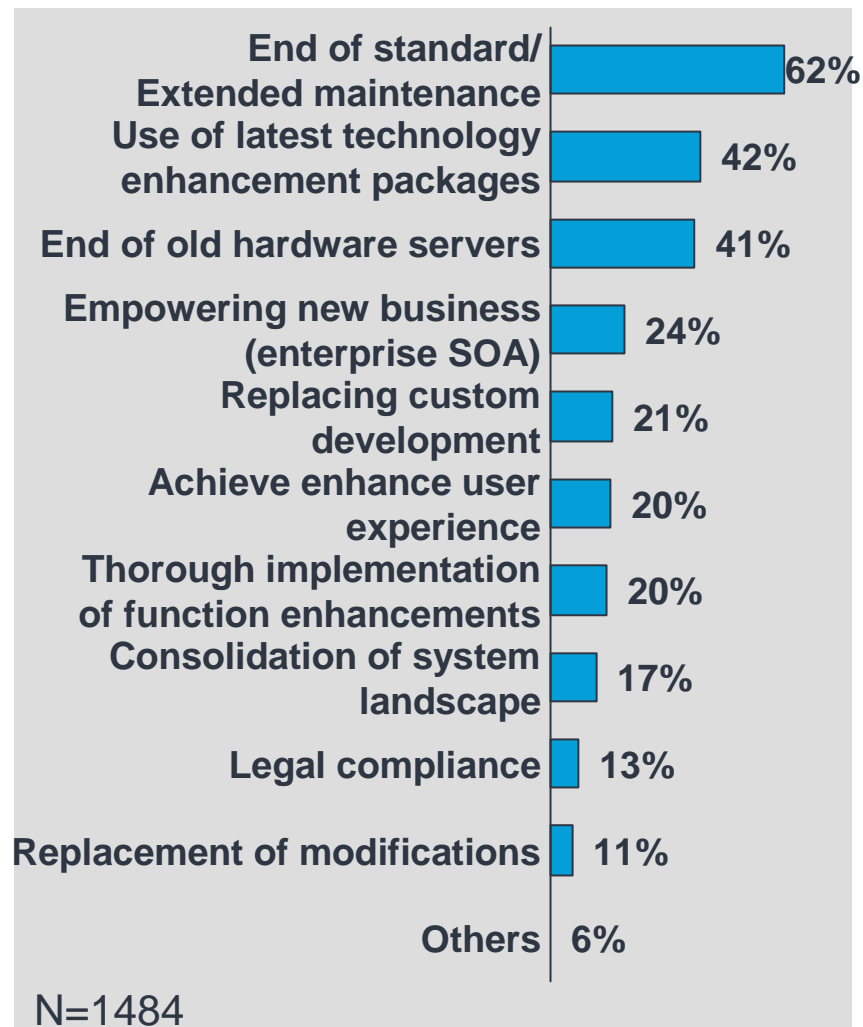 End of standard/
Extended maintenance
62%
Use of latest technology
enhancement packages
42%
End of old hardware servers
41%
Empowering new business
(enterprise SOA)
24%
Replacing custom
development
21%
Achieve enhance user
experience
20%
Thorough implementation
of function enhancements
20%
Consolidation of system
landscape
17%
Legal compliance
13%
Replacement of modifications
11%
Others
6%
N=1484